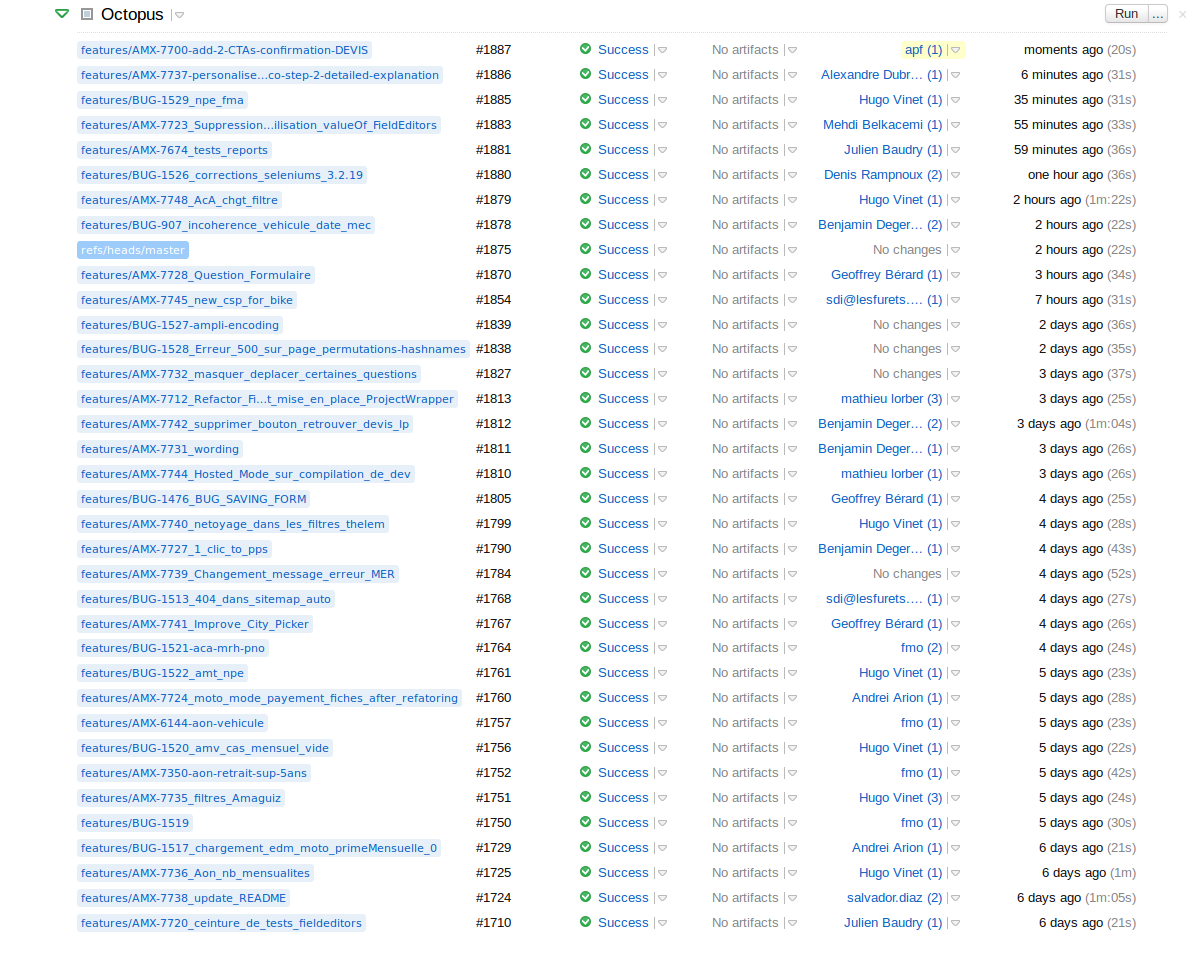 Octopus Run ...
features/AMX-7700-add-2-CTAs-confirmation-DEVIS #1887 Success No artifacts apf (1) moments ago (20s)
features/AMX-7737-personalise...co-step-2-detailed-explanation #1886 Success No artifacts Alexandre Dubr... (1) 6 minutes ago (31s)
features/BUG-1529_npe_fma #1885 Success No artifacts Hugo Vinet (1) 35 minutes ago (31s)
features/AMX-7723_Suppression...ilisation_valueOf_FieldEditors #1883 Success No artifacts Mehdi Belkacemi (1) 55 minutes ago (33s)
features/AMX-7674_tests_reports #1881 Success No artifacts Julien Baudry (1) 59 minutes ago (36s)
features/BUG-1526_corrections_seleniums_3.2.19 #1880 Success No artifacts Denis Rampnoux (2) one hour ago (36s)
features/AMX-7748_AcA_chgt_filtre #1879 Success No artifacts Hugo Vinet (1) 2 hours ago (1m:22s)
features/BUG-907_incoherence_vehicule_date_mec #1878 Success No artifacts Benjamin Deger... (2) 2 hours ago (22s)
refs/heads/master #1875 Success No artifacts No changes 2 hours ago (22s)
features/AMX-7728_Question_Formulaire #1870 Success No artifacts Geoffrey Bérard (1) 3 hours ago (34s)
features/AMX-7745_new_csp_for_bike #1854 Success No artifacts sdi@lesfurets.... (1) 7 hours ago (31s)
features/BUG-1527-ampli-encoding #1839 Success No artifacts No changes 2 days ago (36s)
features/BUG-1528_Erreur_500_sur_page_permutations-hashnames #1838 Success No artifacts No changes 2 days ago (35s)
features/AMX-7732_masquer_deplacer_certaines_questions #1827 Success No artifacts No changes 3 days ago (37s)
features/AMX-7712_Refactor_Fi...t_mise_en_place_ProjectWrapper #1813 Success No artifacts mathieu lorber (3) 3 days ago (25s)
features/AMX-7742_supprimer_bouton_retrouver_devis_lp #1812 Success No artifacts Benjamin Deger... (2) 3 days ago (1m:04s)
features/AMX-7731_wording #1811 Success No artifacts Benjamin Deger... (1) 3 days ago (26s)
features/AMX-7744_Hosted_Mode_sur_compilation_de_dev #1810 Success No artifacts mathieu lorber (1) 3 days ago (26s)
features/BUG-1476_BUG_SAVING_FORM #1805 Success No artifacts Geoffrey Bérard (1) 4 days ago (25s)
features/AMX-7740_netoyage_dans_les_filtres_thelem #1799 Success No artifacts Hugo Vinet (1) 4 days ago (28s)
features/AMX-7727_1_clic_to_pps #1790 Success No artifacts Benjamin Deger... (1) 4 days ago (43s)
features/AMX-7739_Changement_message_erreur_MER #1784 Success No artifacts No changes 4 days ago (52s)
features/BUG-1513_404_dans_sitemap_auto #1768 Success No artifacts sdi@lesfurets.... (1) 4 days ago (27s)
features/AMX-7741_Improve_City_Picker #1767 Success No artifacts Geoffrey Bérard (1) 4 days ago (26s)
features/BUG-1521-aca-mrh-pno #1764 Success No artifacts fmo (2) 4 days ago (24s)
features/BUG-1522_amt_npe #1761 Success No artifacts Hugo Vinet (1) 5 days ago (23s)
features/AMX-7724_moto_mode_payement_fiches_after_refatoring #1760 Success No artifacts Andrei Arion (1) 5 days ago (28s)
features/AMX-6144-aon-vehicule #1757 Success No artifacts fmo (1) 5 days ago (23s)
features/BUG-1520_amv_cas_mensuel_vide #1756 Success No artifacts Hugo Vinet (1) 5 days ago (22s)
features/AMX-7350-aon-retrait-sup-5ans #1752 Success No artifacts fmo (1) 5 days ago (42s)
features/AMX-7735_filtres_Amaguiz #1751 Success No artifacts Hugo Vinet (3) 5 days ago (24s)
features/BUG-1519 #1750 Success No artifacts fmo (1) 5 days ago (30s)
features/BUG-1517_chargement_edm_moto_primeMensuelle_0 #1729 Success No artifacts Andrei Arion (1) 6 days ago (21s)
features/AMX-7736_Aon_nb_mensualites #1725 Success No artifacts Hugo Vinet (1) 6 days ago (1m)
features/AMX-7738_update_README #1724 Success No artifacts salvador.diaz (2) 6 days ago (1m:05s)
features/AMX-7720_ceinture_de_tests_fieldeditors #1710 Success No artifacts Julien Baudry (1) 6 days ago (21s)